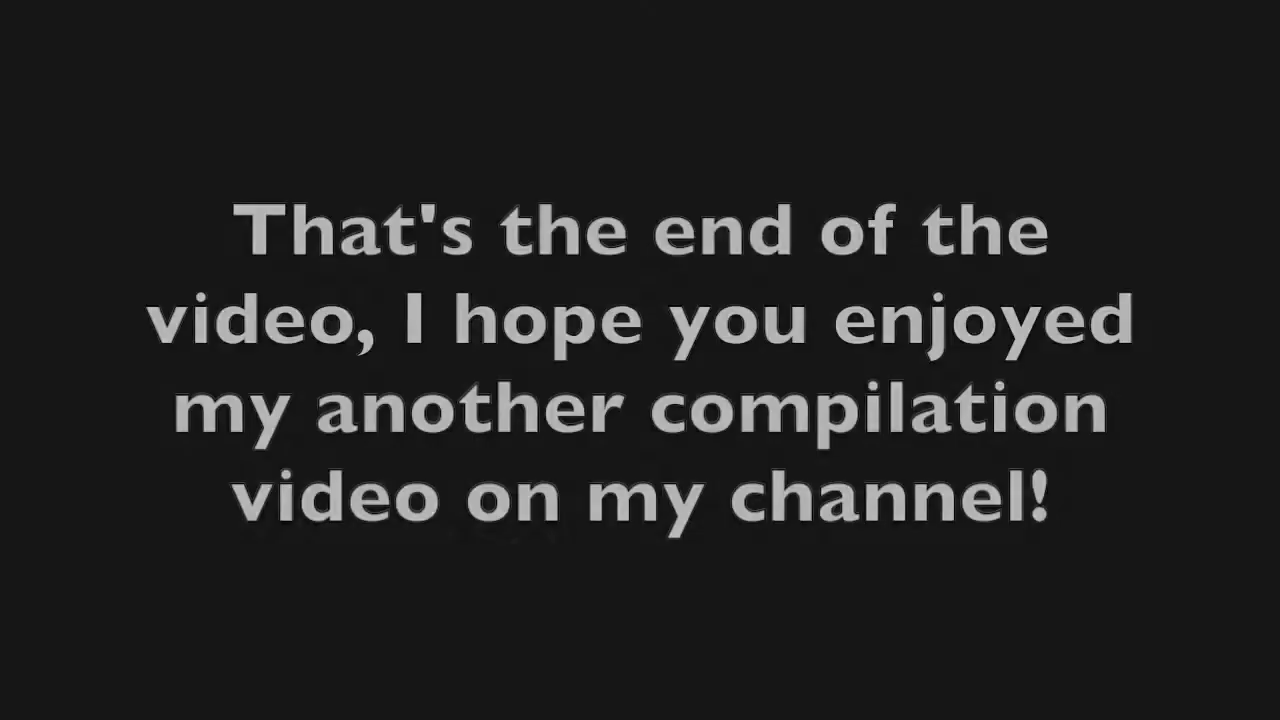 That's the end of the
video, I hope you enjoyed
my another compilation
video on my channel!